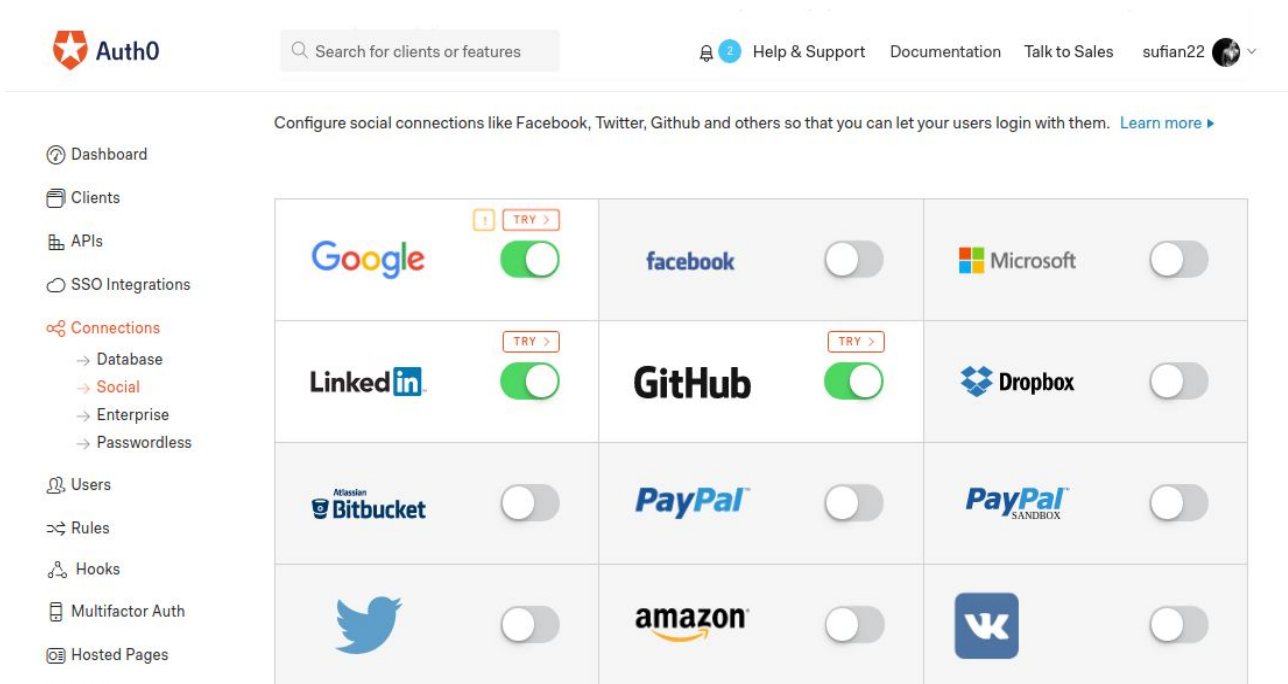 Auth0
Search for clients or features
2
Help & Support
Documentation
Talk to Sales
sufian22
Configure social connections like Facebook, Twitter, Github and others so that you can let your users login with them. Learn more
Dashboard
Clients
APIs
SSO Integrations
Connections
Database
Social
Enterprise
Passwordless
Users
Rules
Hooks
Multifactor Auth
Hosted Pages
! TRY >
Google
facebook
Microsoft
TRY >
LinkedIn
TRY >
GitHub
Dropbox
Atlassian
Bitbucket
PayPal
PayPal
SANDBOX
amazon
VK